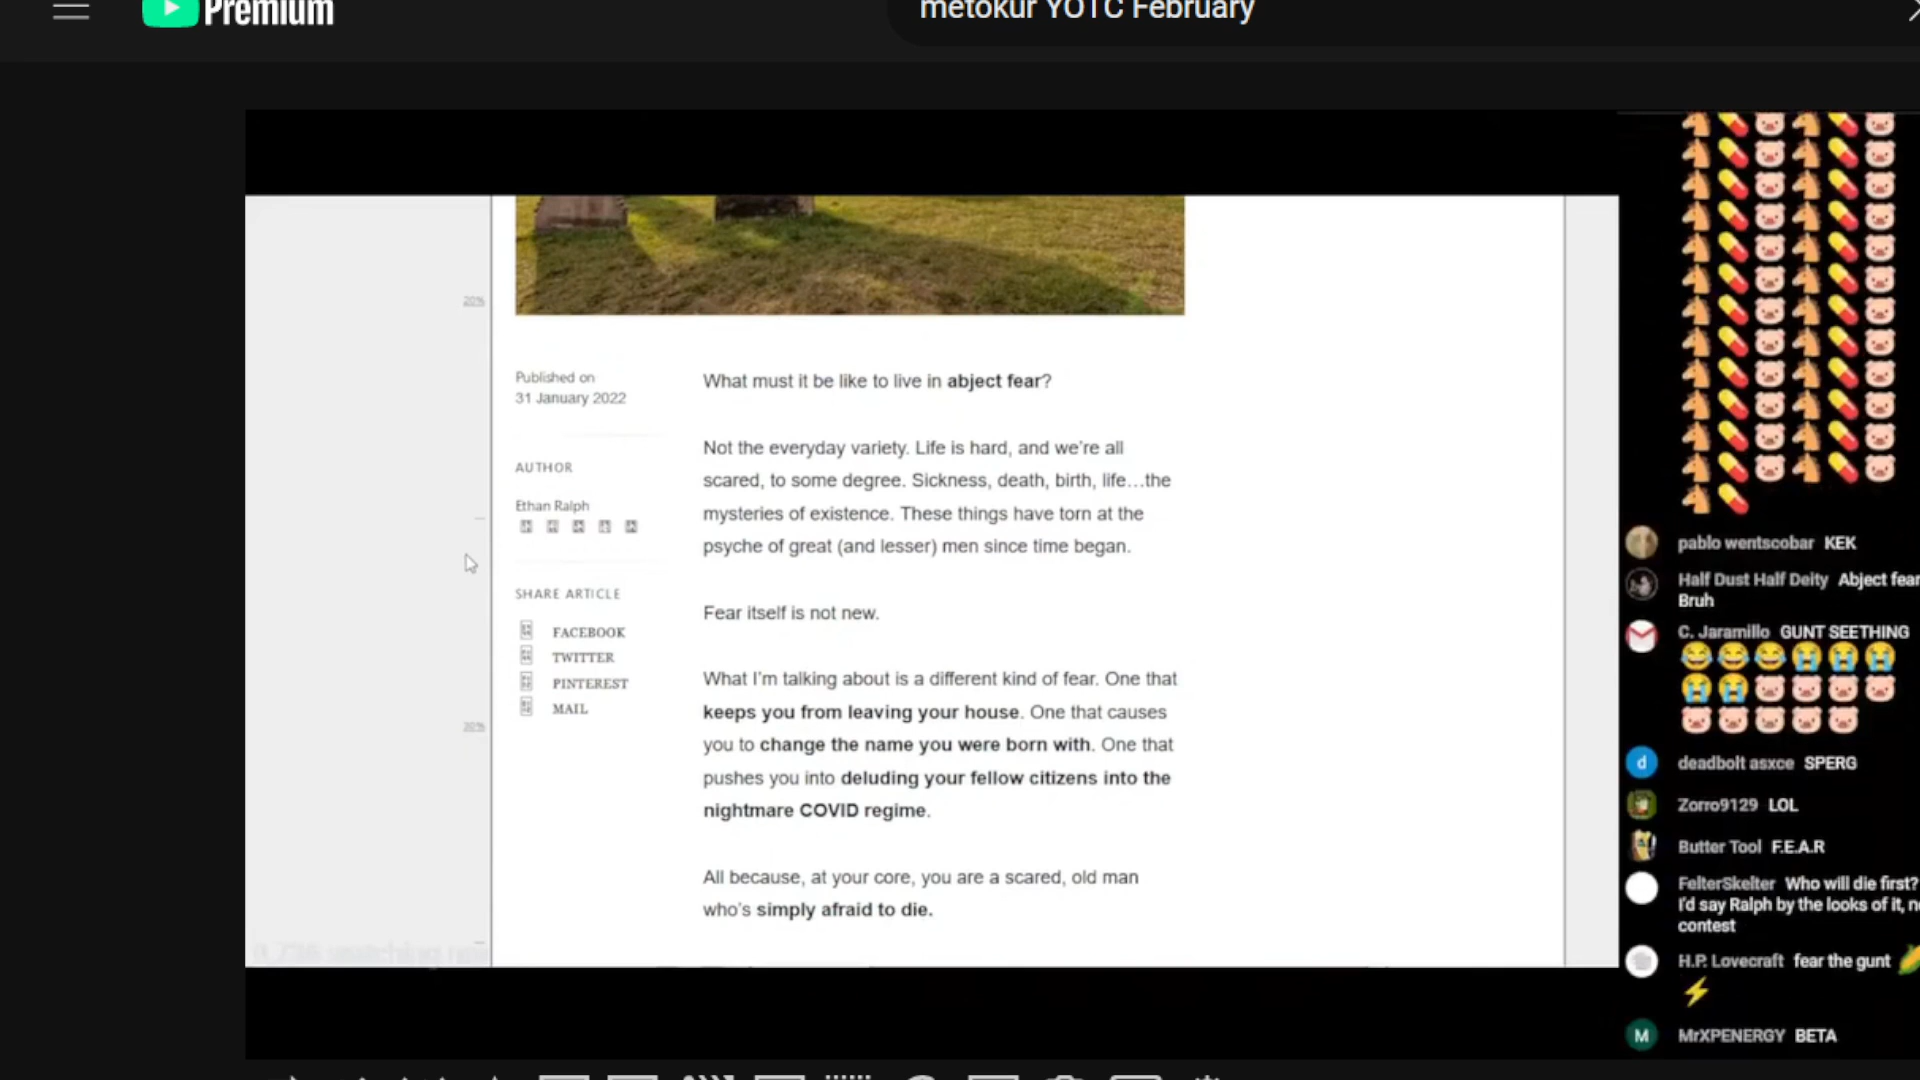 Premium
metokur YOTC February
20%
Published on
31 January 2022
AUTHOR
Ethan Ralph
SHARE ARTICLE
FACEBOOK
TWITTER
PINTEREST
MAIL
What must it be like to live in abject fear?
Not the everyday variety. Life is hard, and we're all
scared, to some degree. Sickness, death, birth, life…the
mysteries of existence. These things have torn at the
psyche of great (and lesser) men since time began.
Fear itself is not new.
What I'm talking about is a different kind of fear. One that
keeps you from leaving your house. One that causes
you to change the name you were born with. One that
pushes you into deluding your fellow citizens into the
nightmare COVID regime.
All because, at your core, you are a scared, old man
who's simply afraid to die.
pablo wentscobar KEK
Half Dust Half Deity Abject fear
Bruh
C. Jaramillo GUNT SEETHING
d
deadbolt asxce SPERG
Zorro9129 LOL
Butter Tool F.E.A.R
FelterSkelter Who will die first?
I'd say Ralph by the looks of it,
contest
H.P. Lovecraft fear the gunt
M
MrXPENERGY BETA